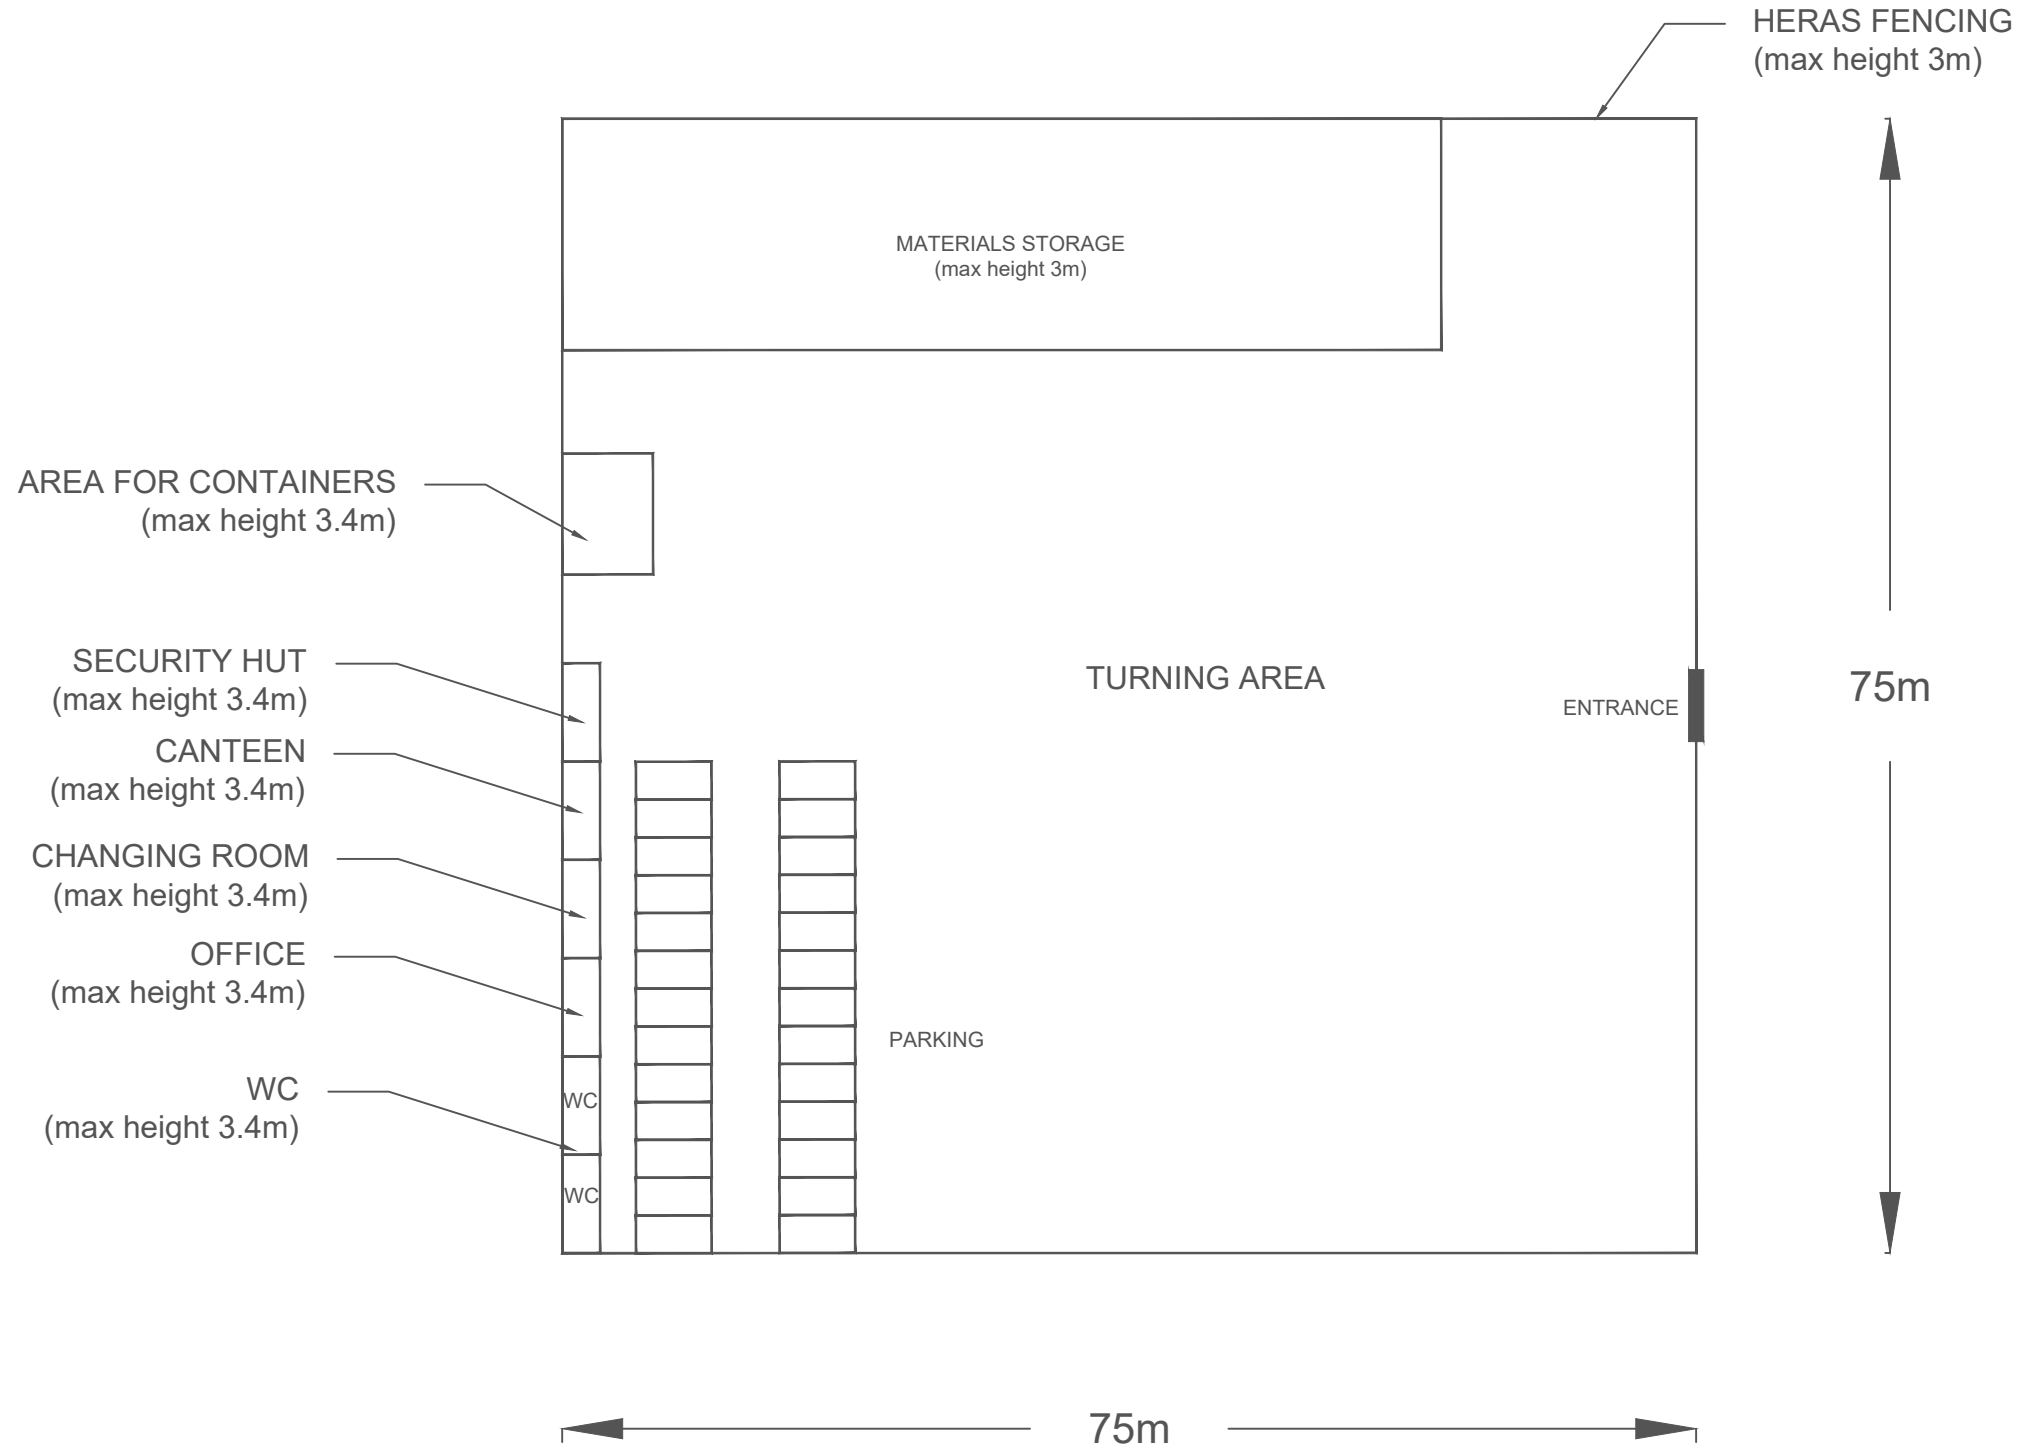 HERAS FENCING
(max height 3m)
MATERIALS STORAGE
(max height 3m)
AREA FOR CONTAINERS
(max height 3.4m)
SECURITY HUT
(max height 3.4m)
TURNING AREA
75m
ENTRANCE
CANTEEN
(max height 3.4m)
CHANGING ROOM
(max height 3.4m)
OFFICE
(max height 3.4m)
PARKING
WC
(max height 3.4m)
WC
WC
75m